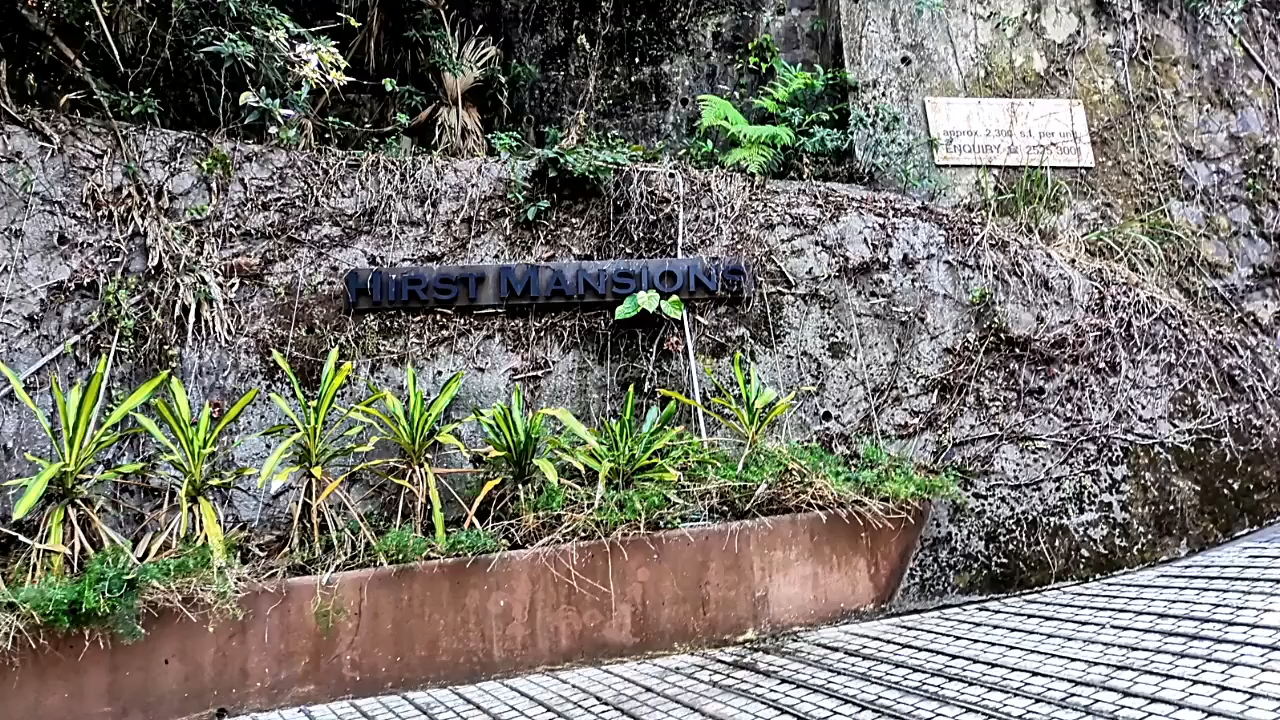 HIRST MANSIONS
approx. 2,300 s.f. per unit
ENQUIRY ☎